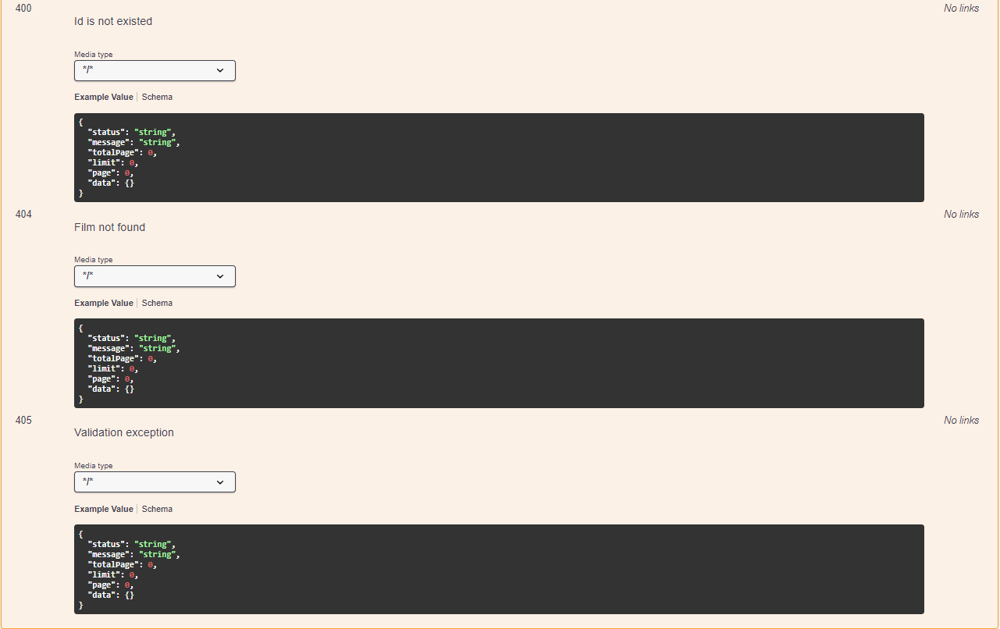 400
No links
Id is not existed
Media type
*/*
Example Value | Schema
{
  "status": "string",
  "message": "string",
  "totalPage": 0,
  "limit": 0,
  "page": 0,
  "data": {}
}
404
No links
Film not found
Media type
*/*
Example Value | Schema
{
  "status": "string",
  "message": "string",
  "totalPage": 0,
  "limit": 0,
  "page": 0,
  "data": {}
}
405
No links
Validation exception
Media type
*/*
Example Value | Schema
{
  "status": "string",
  "message": "string",
  "totalPage": 0,
  "limit": 0,
  "page": 0,
  "data": {}
}